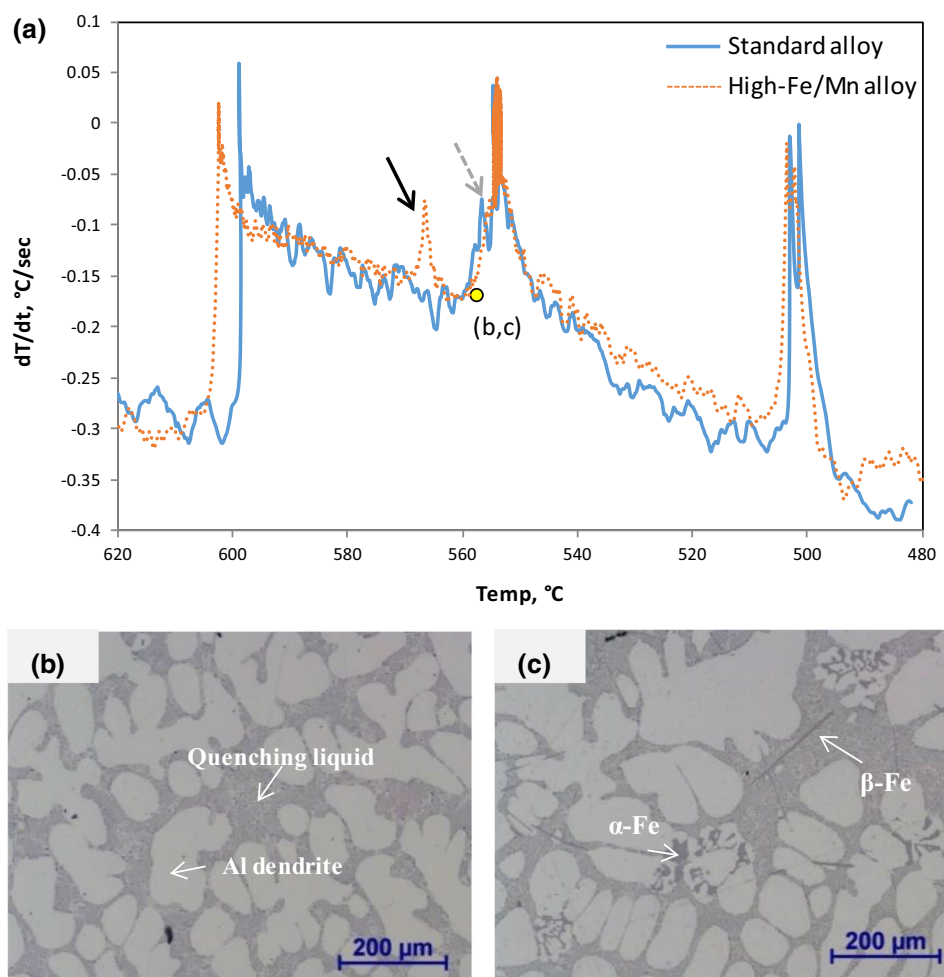 (a)
0.1
Standard alloy
0.05
High-Fe/Mn alloy
0
-0.05
-0.1
-0.15
-0.2
-0.25
-0.3
-0.35
-0.4
dT/dt, °C/sec
(b,c)
620
600
580
560
540
520
500
480
Temp, °C
(b)
Quenching liquid
Al dendrite
200 µm
(c)
β-Fe
α-Fe
200 µm